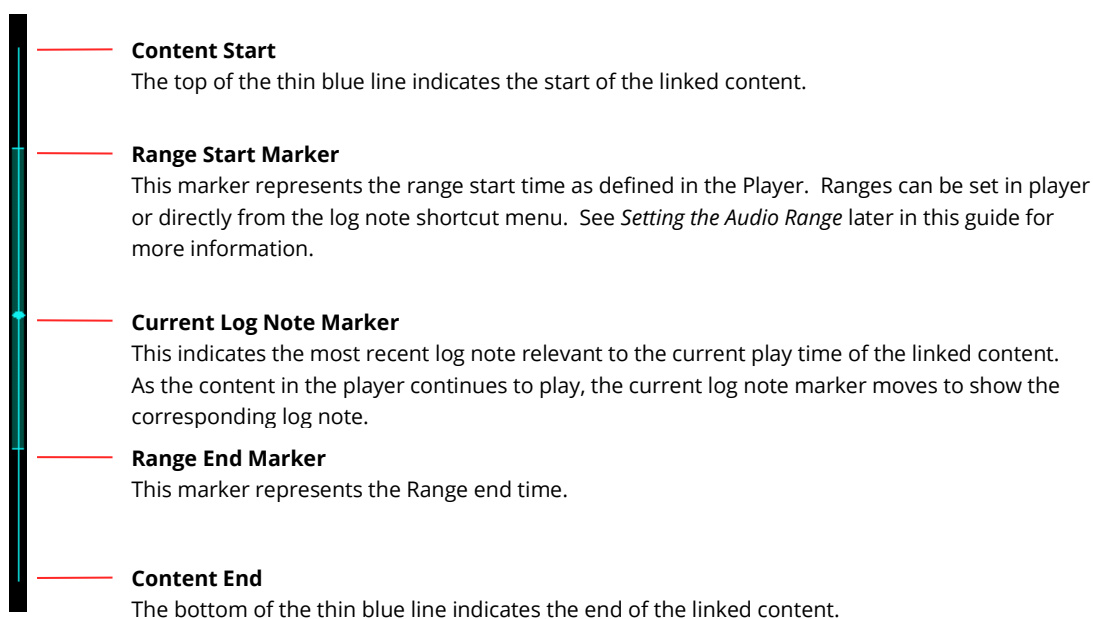 Content Start
The top of the thin blue line indicates the start of the linked content.
Range Start Marker
This marker represents the range start time as defined in the Player.  Ranges can be set in player
or directly from the log note shortcut menu.  See Setting the Audio Range later in this guide for
more information.
Current Log Note Marker
This indicates the most recent log note relevant to the current play time of the linked content.
As the content in the player continues to play, the current log note marker moves to show the
corresponding log note.
Range End Marker
This marker represents the Range end time.
Content End
The bottom of the thin blue line indicates the end of the linked content.